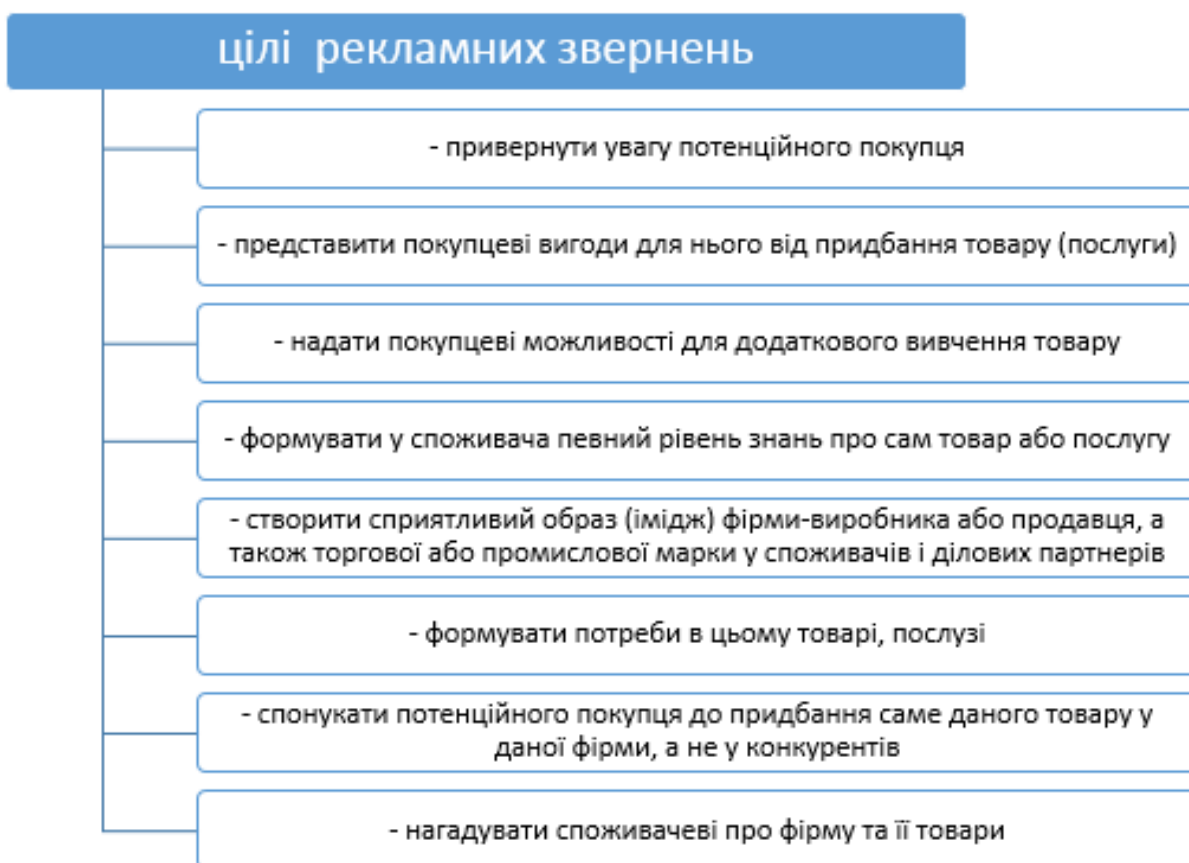 цілі рекламних звернень
- привернути увагу потенційного покупця
- представити покупцеві вигоди для нього від придбання товару (послуги)
- надати покупцеві можливості для додаткового вивчення товару
- формувати у споживача певний рівень знань про сам товар або послугу
- створити сприятливий образ (імідж) фірми-виробника або продавця, а
також торгової або промислової марки у споживачів і ділових партнерів
- формувати потреби в цьому товарі, послузі
- спонукати потенційного покупця до придбання саме даного товару у
даної фірми, а не у конкурентів
- нагадувати споживачеві про фірму та її товари